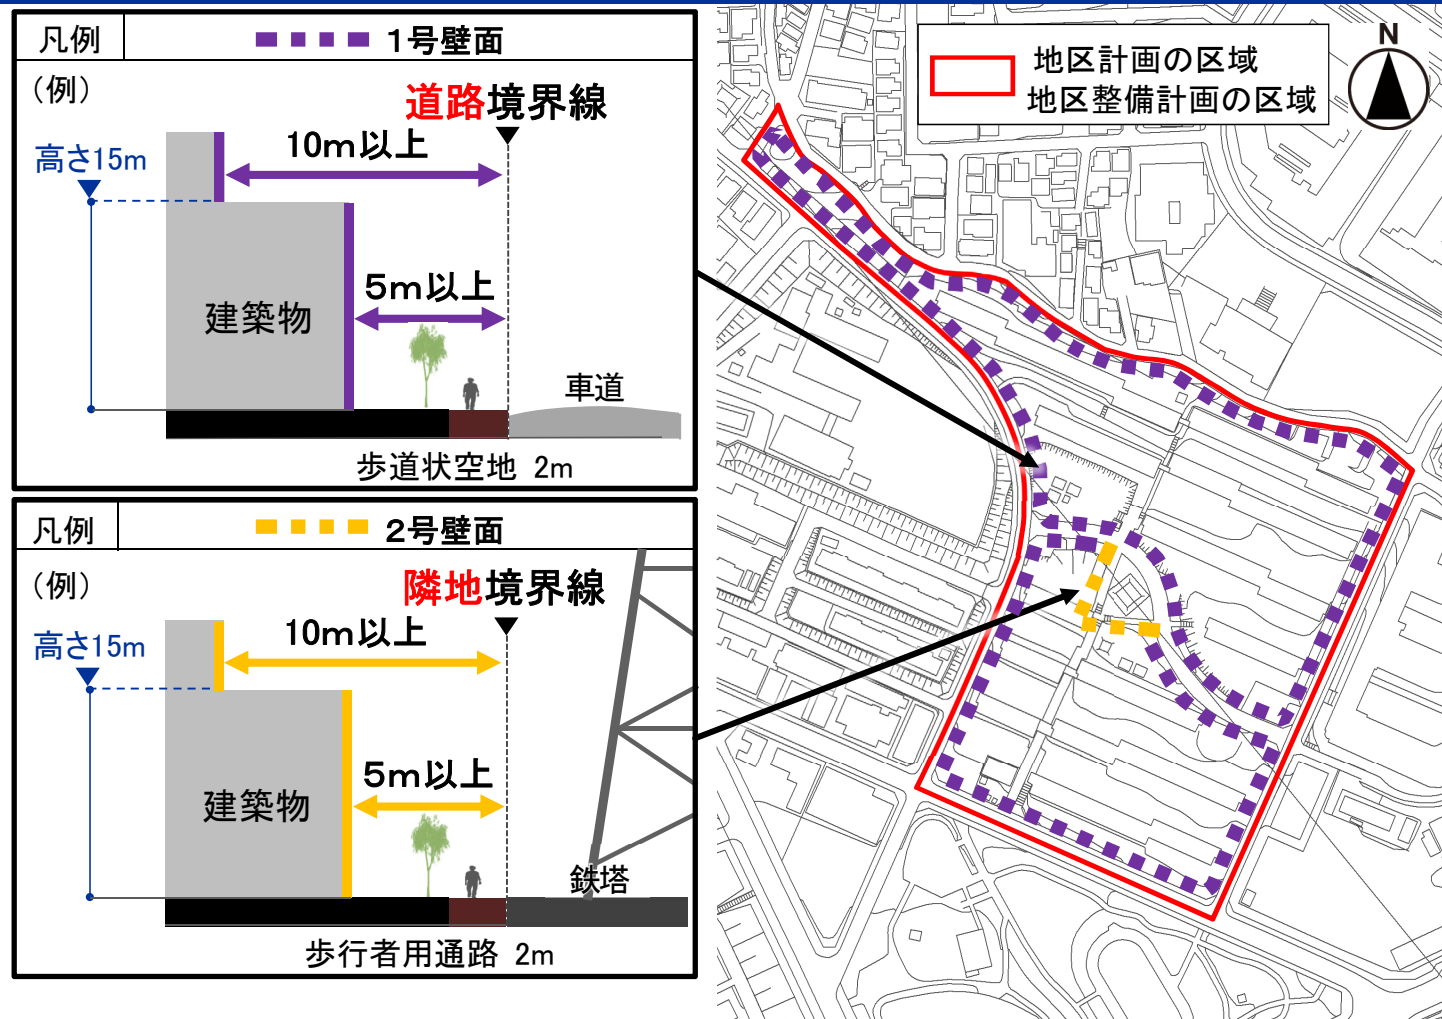 凡例
1号壁面
（例）
道路境界線
10m以上
高さ15m
5m以上
建築物
車道
歩道状空地 2m
凡例
2号壁面
（例）
隣地境界線
10m以上
高さ15m
5m以上
建築物
鉄塔
歩行者用通路 2m
地区計画の区域
地区整備計画の区域
N